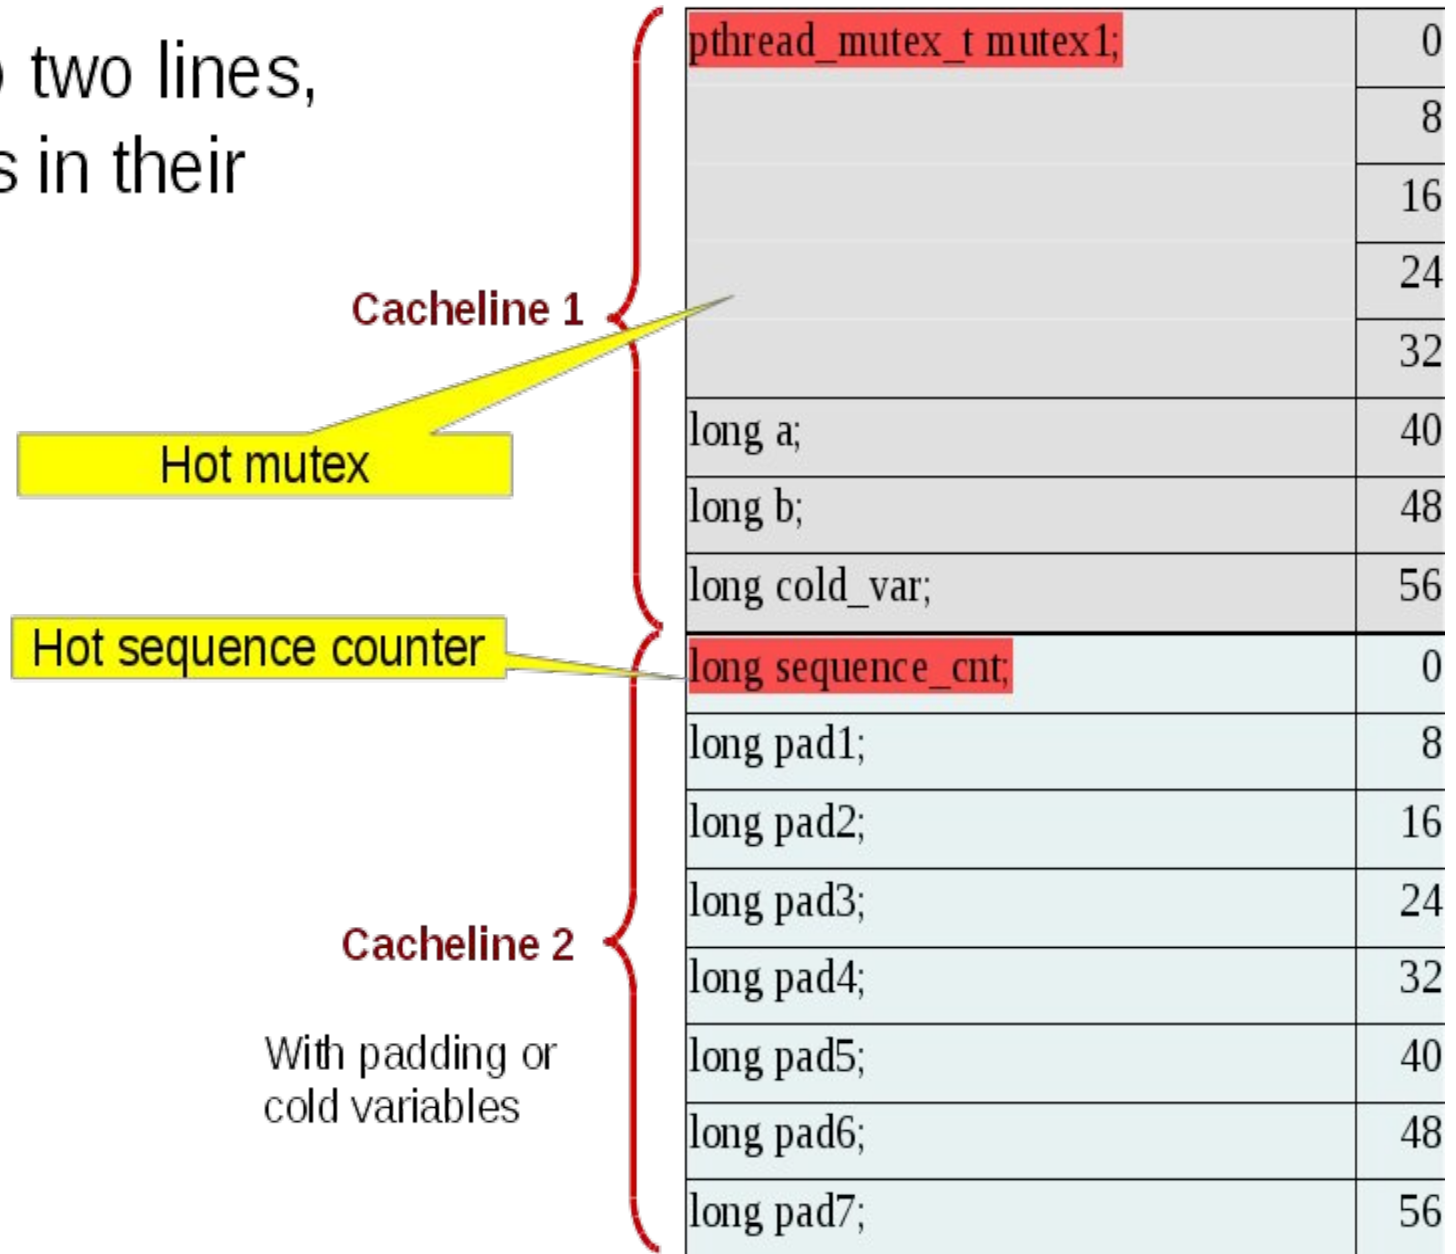 two lines,
s in their
Cacheline 1
Hot mutex
Hot sequence counter
Cacheline 2
With padding or
cold variables
pthread_mutex_t mutex1; 0
8
16
24
32
long a; 40
long b; 48
long cold_var; 56
long sequence_cnt; 0
long pad1; 8
long pad2; 16
long pad3; 24
long pad4; 32
long pad5; 40
long pad6; 48
long pad7; 56